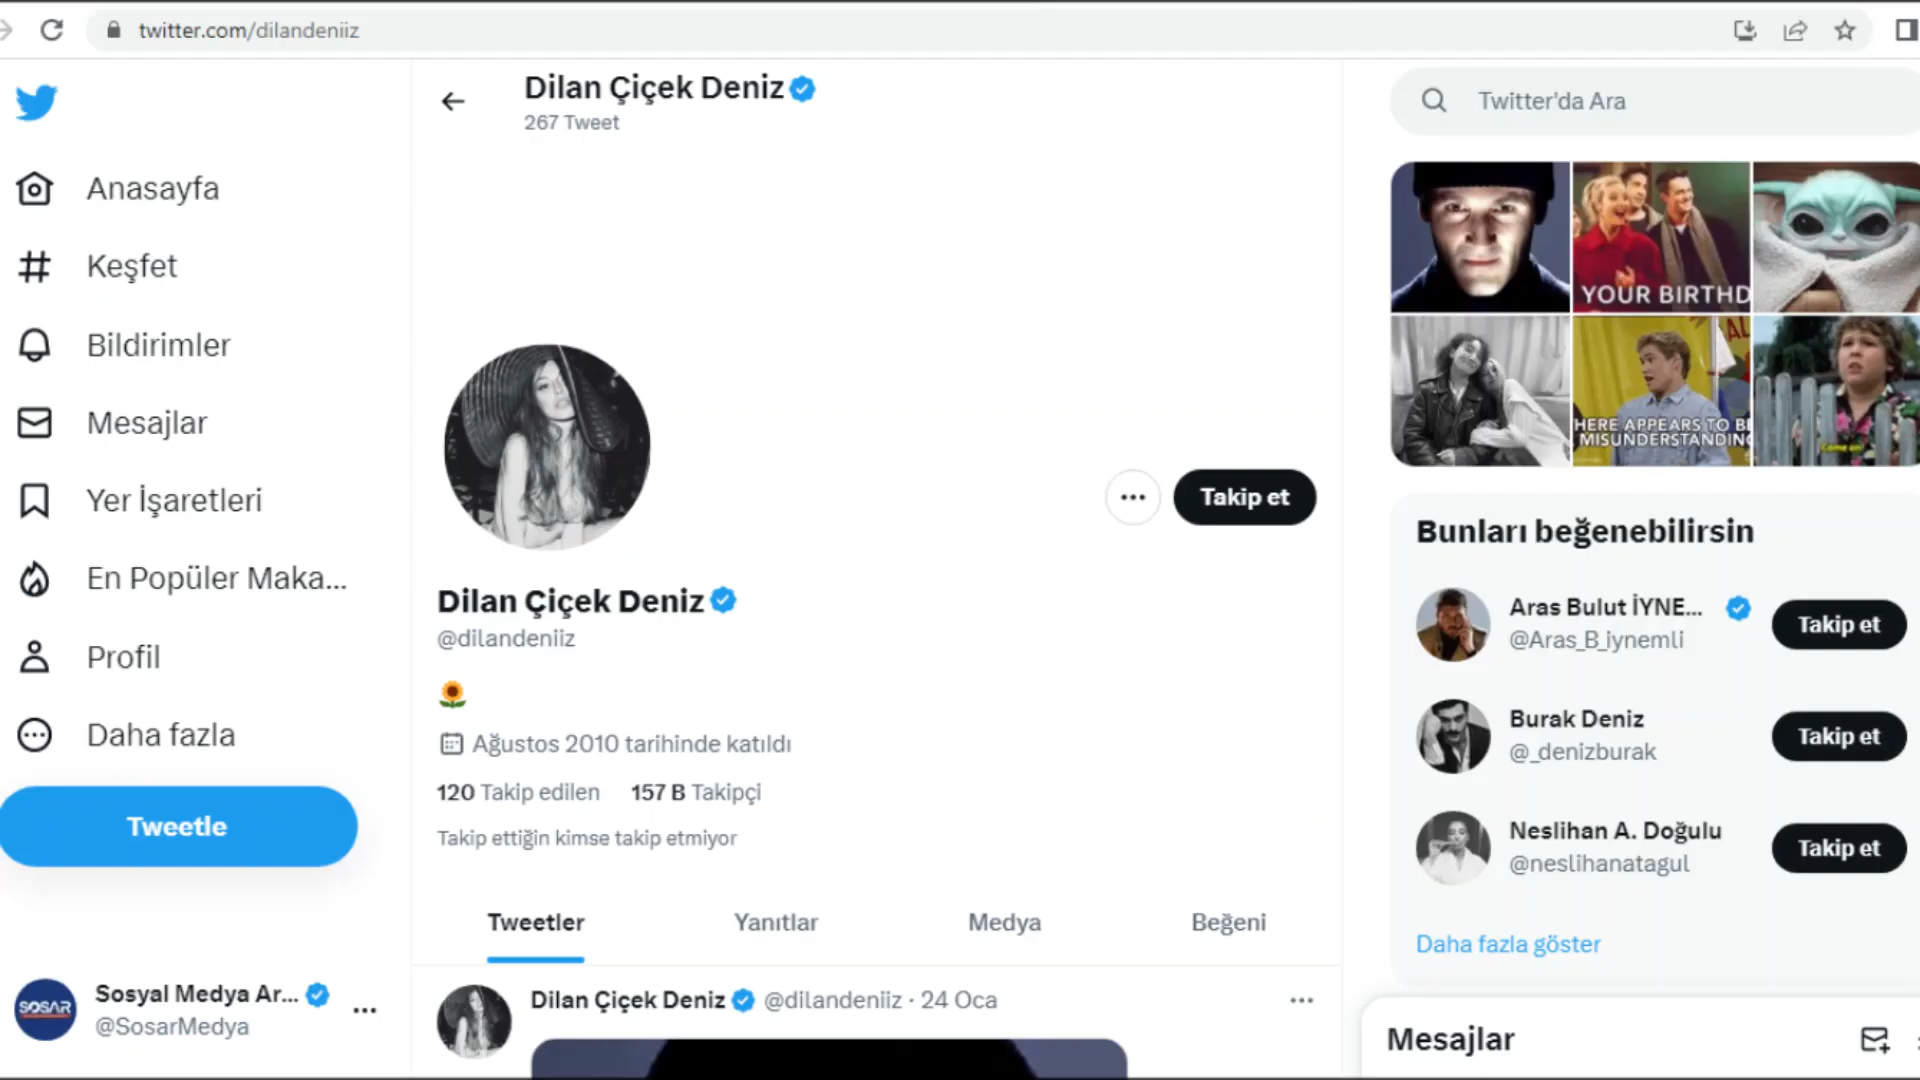 twitter.com/dilandeniiz
Anasayfa
Keşfet
Bildirimler
Mesajlar
Yer İşaretleri
En Popüler Maka...
Profil
Daha fazla
Tweetle
SOSAR
Sosyal Medya Ar...
@SosarMedya
Dilan Çiçek Deniz
267 Tweet
Takip et
Dilan Çiçek Deniz
@dilandeniiz
🌻
Ağustos 2010 tarihinde katıldı
120 Takip edilen 157 B Takipçi
Takip ettiğin kimse takip etmiyor
Tweetler Yanıtlar Medya Beğeni
Dilan Çiçek Deniz @dilandeniiz · 24 Oca
Twitter'da Ara
YOUR BIRTHD
HERE APPEARS TO BE
MISUNDERSTANDING
Come on!
Bunları beğenebilirsin
Aras Bulut İYNE...
@Aras_B_iynemli
Takip et
Burak Deniz
@_denizburak
Takip et
Neslihan A. Doğulu
@neslihanatagul
Takip et
Daha fazla göster
Mesajlar